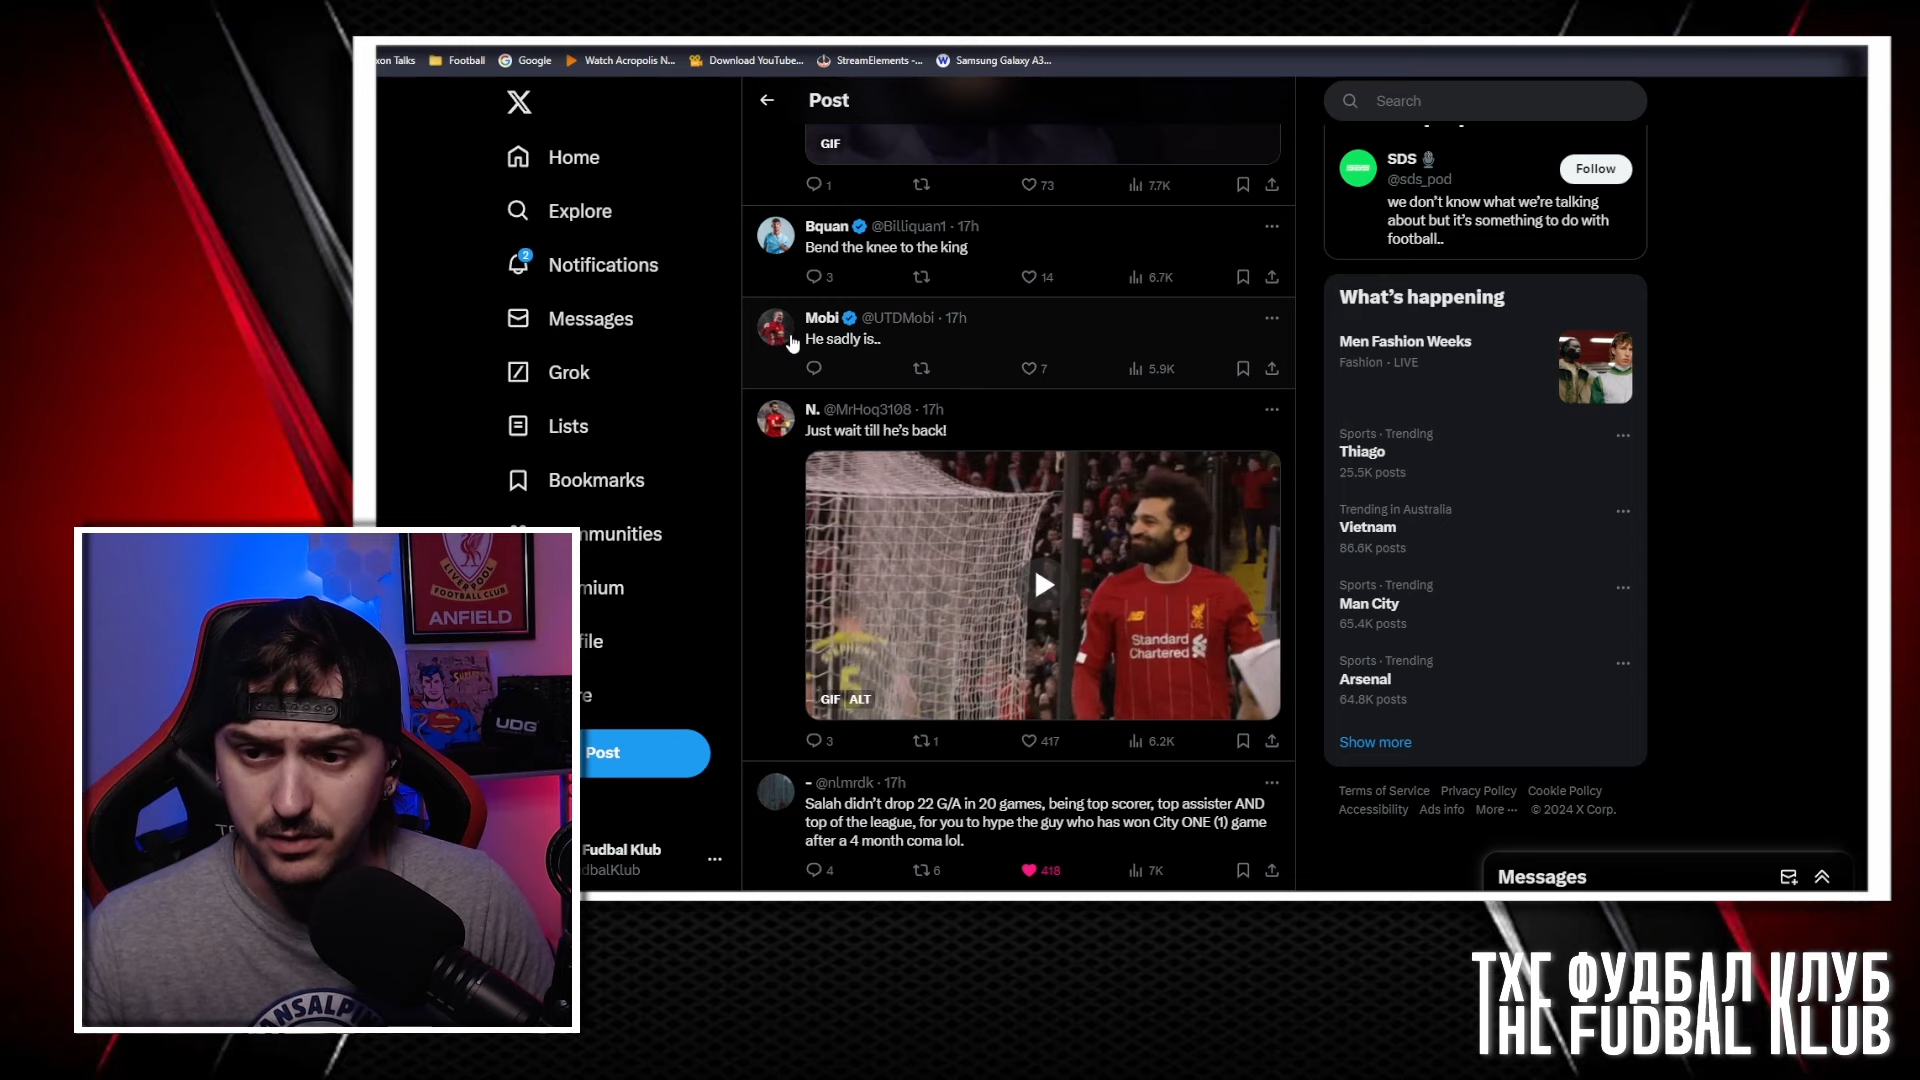 xon Talks
Football
Google
Watch Acropolis N...
Download YouTube...
StreamElements -...
Samsung Galaxy A3...
Home
Explore
2
Notifications
Messages
Grok
Lists
Bookmarks
mmunities
mium
file
re
Post
Fudbal Klub
dbalKlub
Post
GIF
1
73
7.7K
Bquan @Billiquan1 · 17h
Bend the knee to the king
3
14
6.7K
Mobi @UTDMobi · 17h
He sadly is..
7
5.9K
N. @MrHoq3108 · 17h
Just wait till he's back!
Standard
Chartered
GIF ALT
3
1
417
6.2K
- @nlmrdk · 17h
Salah didn't drop 22 G/A in 20 games, being top scorer, top assister AND
top of the league, for you to hype the guy who has won City ONE (1) game
after a 4 month coma lol.
4
6
418
7K
Search
SDS
@sds_pod
Follow
we don't know what we're talking
about but it's something to do with
football..
What's happening
Men Fashion Weeks
Fashion · LIVE
Sports · Trending
Thiago
25.5K posts
Trending in Australia
Vietnam
86.6K posts
Sports · Trending
Man City
65.4K posts
Sports · Trending
Arsenal
64.8K posts
Show more
Terms of Service Privacy Policy Cookie Policy
Accessibility Ads info More ··· © 2024 X Corp.
Messages
LIVERPOOL
FOOTBALL CLUB
ANFIELD
UDG
ANSALP
ТХЕ ФУДБАЛ КЛУБ
THE FUDBAL KLUB